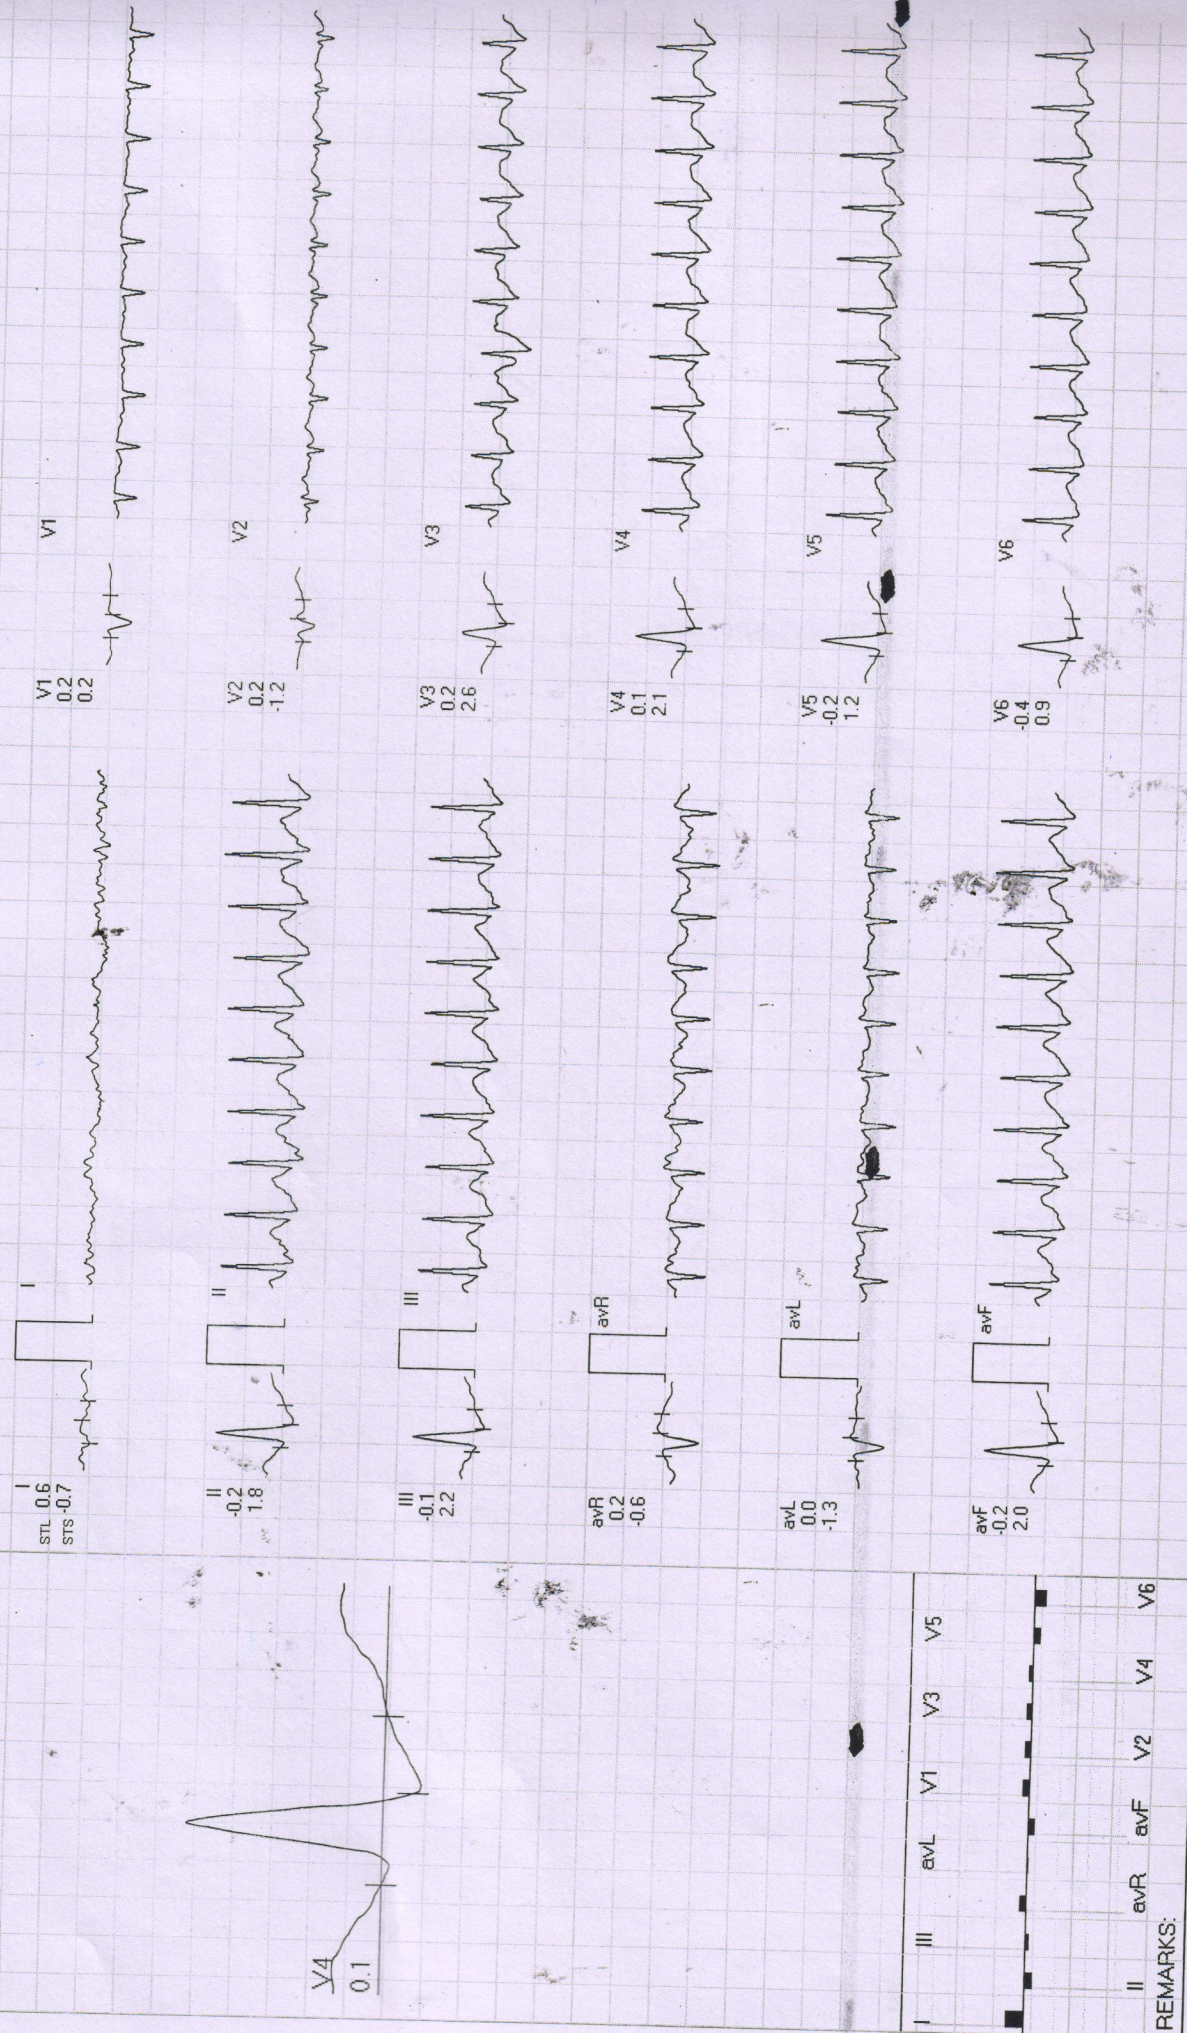 V4
0.1
I
STL 0.6
STS -0.7
I
II
-0.2
1.8
II
III
-0.1
2.2
III
avR
0.2
-0.6
avR
avL
0.0
-1.3
avL
avF
-0.2
2.0
avF
V1
0.2
0.2
V1
V2
0.2
-1.2
V2
V3
0.2
2.6
V3
V4
0.1
2.1
V4
V5
-0.2
1.2
V5
V6
-0.4
0.9
V6
I III avL V1 V3 V5
II avR avF V2 V4 V6
REMARKS: